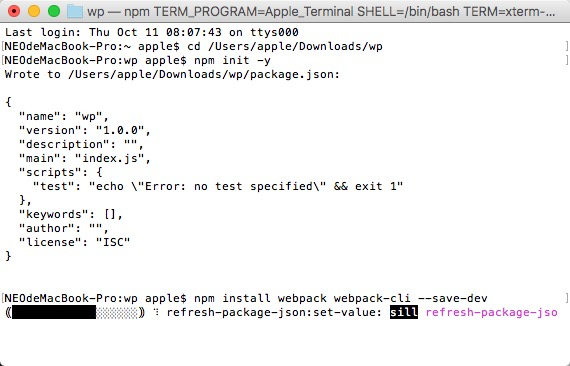 wp — npm TERM_PROGRAM=Apple_Terminal SHELL=/bin/bash TERM=xterm-...
Last login: Thu Oct 11 08:07:43 on ttys000
[NEOdeMacBook-Pro:~ apple$ cd /Users/apple/Downloads/wp ]
[NEOdeMacBook-Pro:wp apple$ npm init -y ]
Wrote to /Users/apple/Downloads/wp/package.json:
{
  "name": "wp",
  "version": "1.0.0",
  "description": "",
  "main": "index.js",
  "scripts": {
    "test": "echo \"Error: no test specified\" && exit 1"
  },
  "keywords": [],
  "author": "",
  "license": "ISC"
}
[NEOdeMacBook-Pro:wp apple$ npm install webpack webpack-cli --save-dev ]
⸨██████████░░░░░⸩ ⠹ refresh-package-json:set-value: sill refresh-package-jso